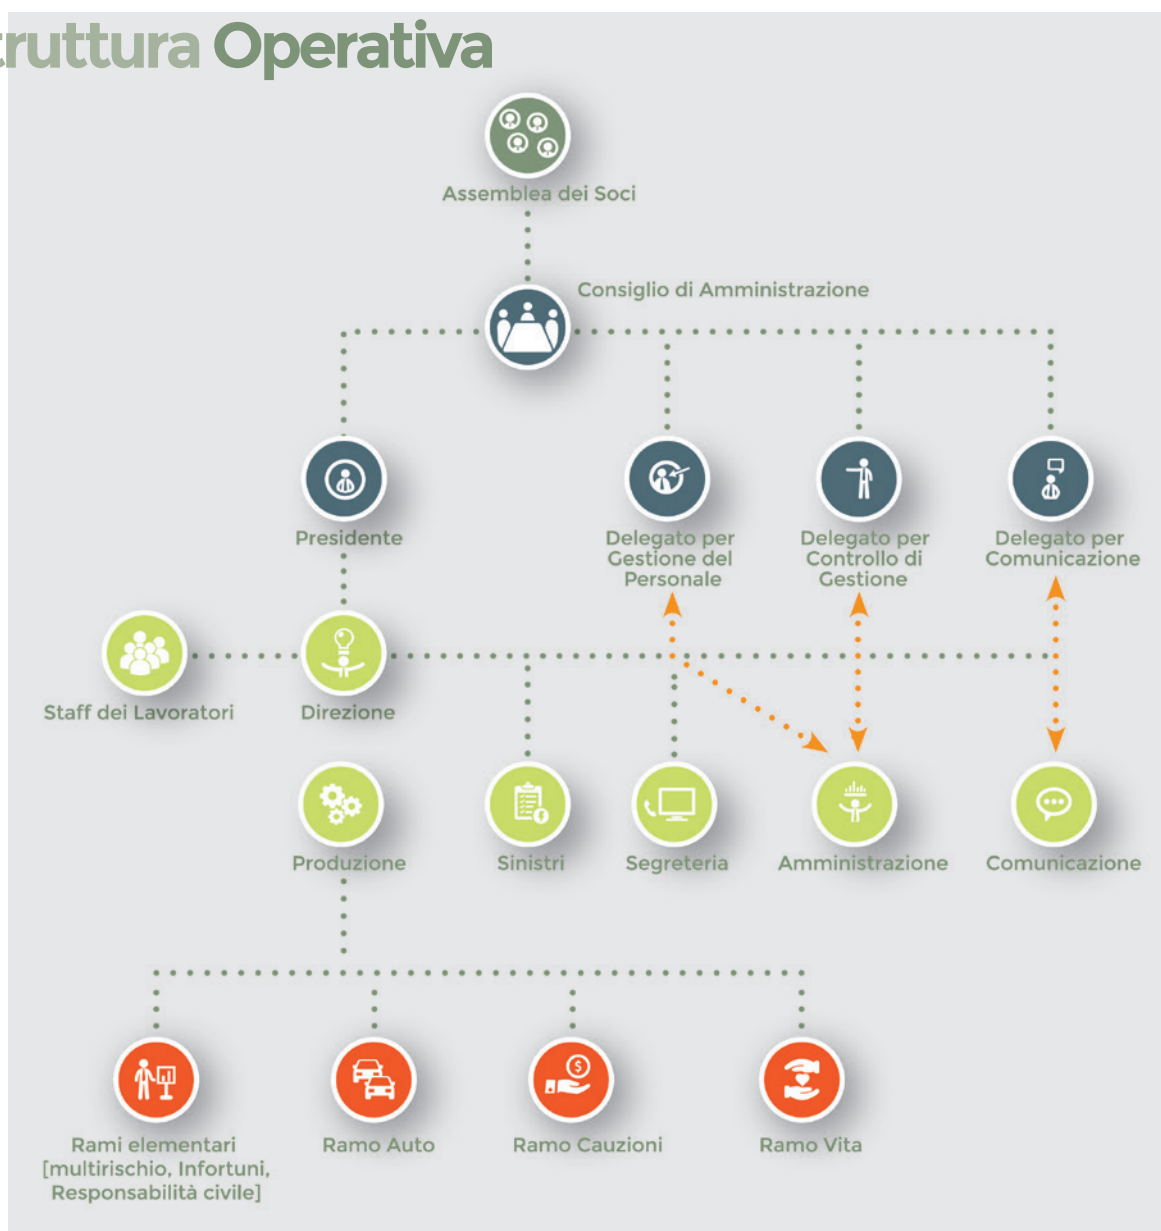 truttura Operativa
Assemblea dei Soci
Consiglio di Amministrazione
Presidente
Delegato per
Gestione del
Personale
Delegato per
Controllo di
Gestione
Delegato per
Comunicazione
Staff dei Lavoratori
Direzione
Produzione
Sinistri
Segreteria
Amministrazione
Comunicazione
Rami elementari
[multirischio, Infortuni,
Responsabilità civile]
Ramo Auto
Ramo Cauzioni
Ramo Vita